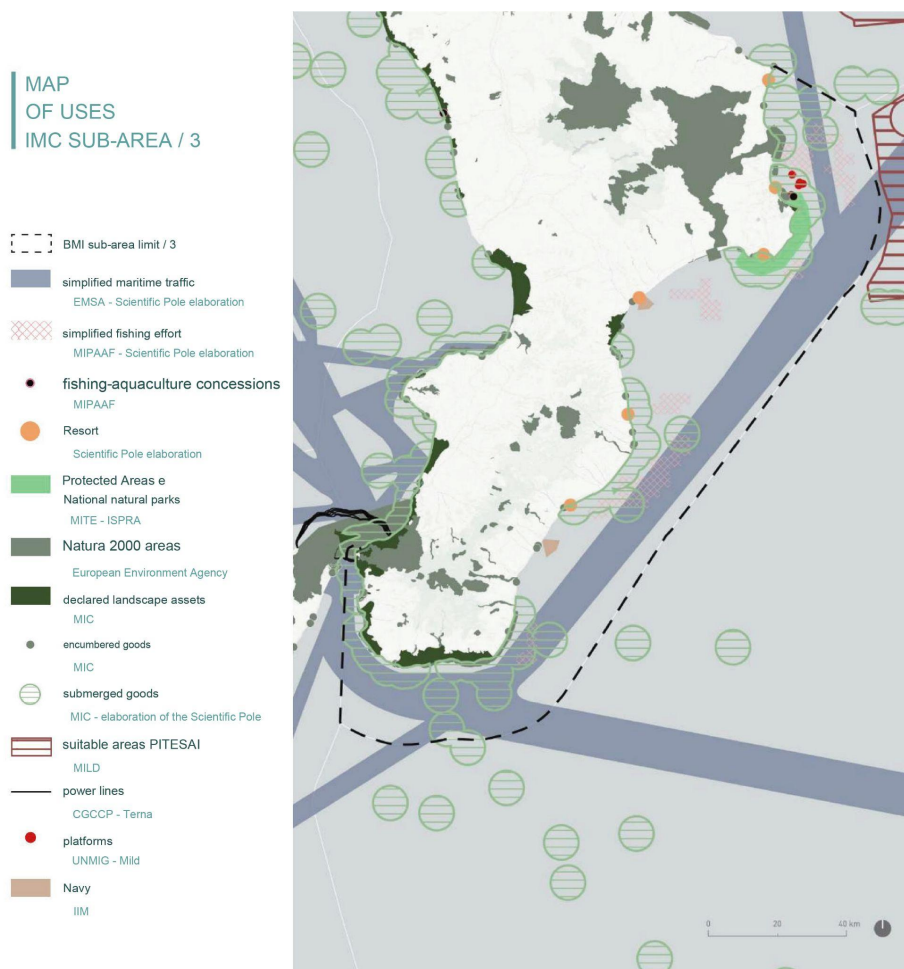 MAP
OF USES
IMC SUB-AREA / 3
BMI sub-area limit / 3
simplified maritime traffic
EMSA - Scientific Pole elaboration
simplified fishing effort
MIPAAF - Scientific Pole elaboration
fishing-aquaculture concessions
MIPAAF
Resort
Scientific Pole elaboration
Protected Areas e
National natural parks
MITE - ISPRA
Natura 2000 areas
European Environment Agency
declared landscape assets
MIC
encumbered goods
MIC
submerged goods
MIC - elaboration of the Scientific Pole
suitable areas PITESAI
MILD
power lines
CGCCP - Terna
platforms
UNMIG - Mild
Navy
IIM
0 20 40 km